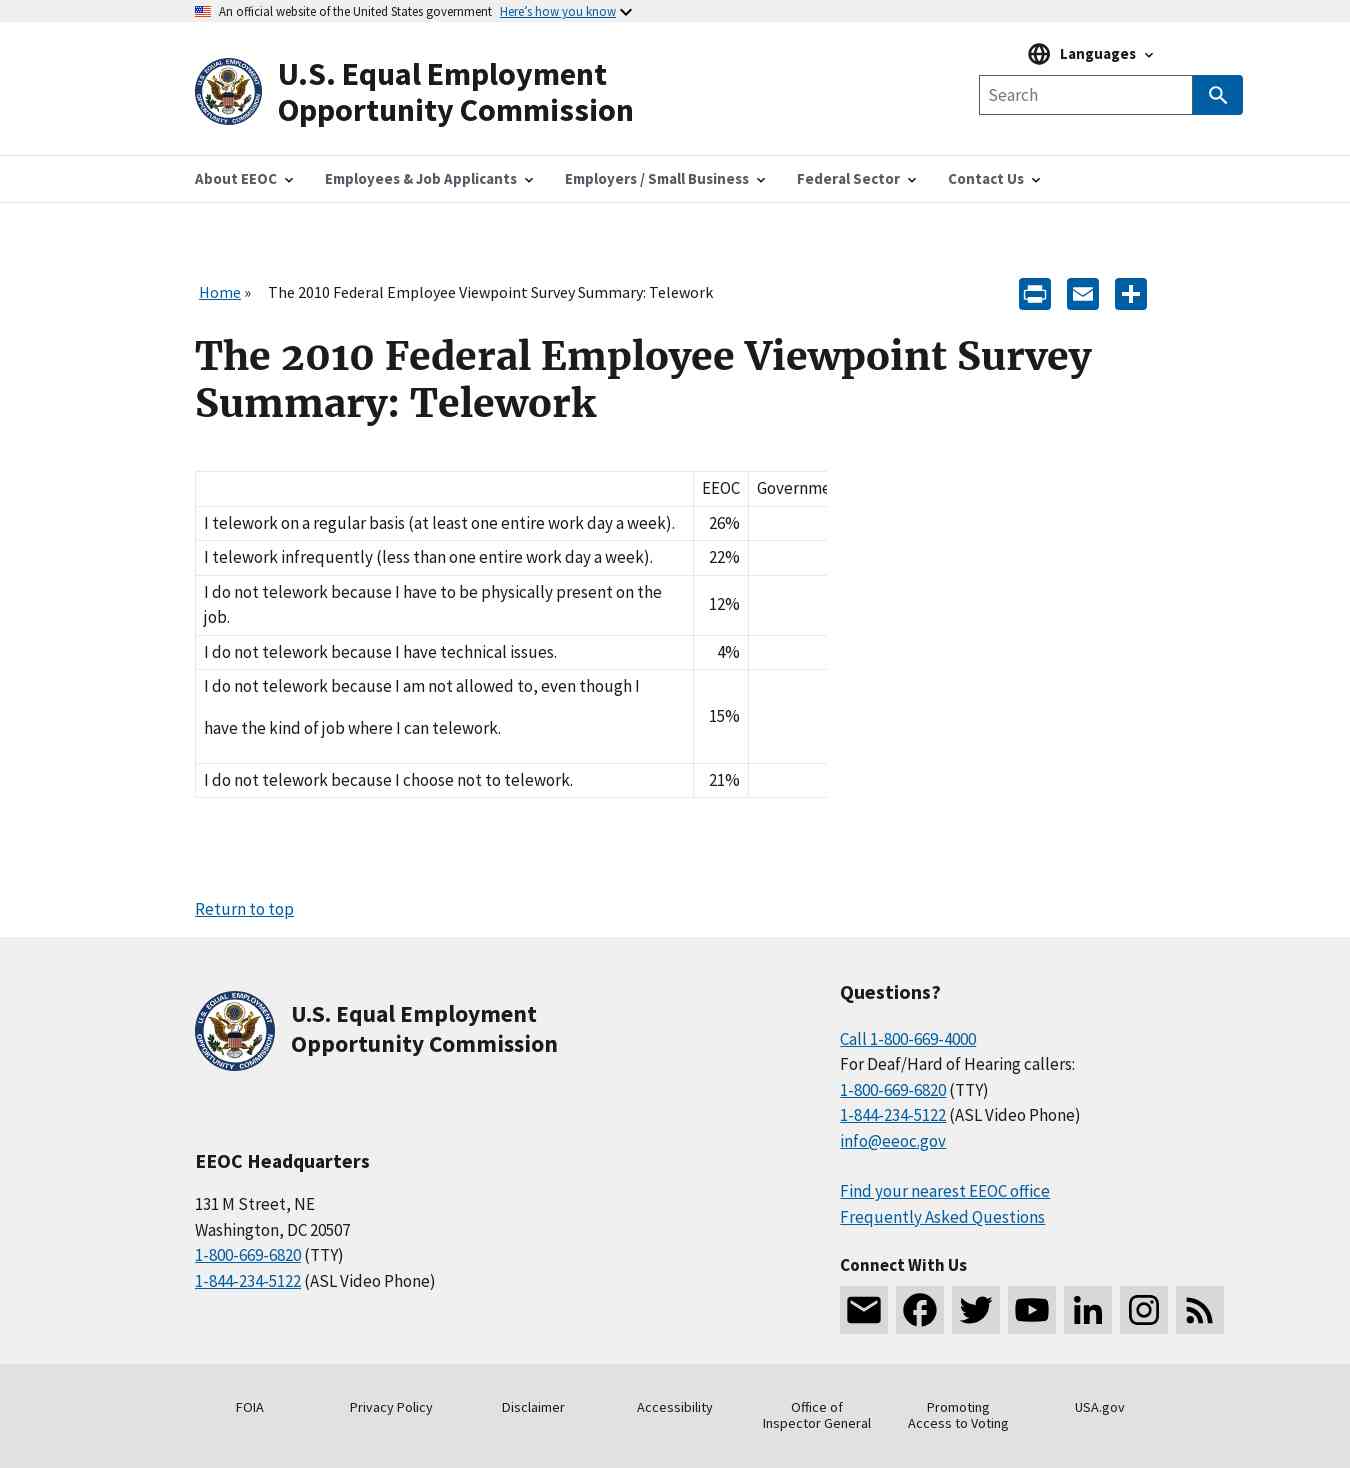 An official website of the United States government Here’s how you know
U.S. Equal Employment
Opportunity Commission
Languages
Search
About EEOC
Employees & Job Applicants
Employers / Small Business
Federal Sector
Contact Us
Home » The 2010 Federal Employee Viewpoint Survey Summary: Telework
The 2010 Federal Employee Viewpoint Survey
Summary: Telework
EEOC Governme
I telework on a regular basis (at least one entire work day a week). 26%
I telework infrequently (less than one entire work day a week). 22%
I do not telework because I have to be physically present on the
job. 12%
I do not telework because I have technical issues. 4%
I do not telework because I am not allowed to, even though I
have the kind of job where I can telework. 15%
I do not telework because I choose not to telework. 21%
Return to top
U.S. Equal Employment
Opportunity Commission
EEOC Headquarters
131 M Street, NE
Washington, DC 20507
1-800-669-6820 (TTY)
1-844-234-5122 (ASL Video Phone)
Questions?
Call 1-800-669-4000
For Deaf/Hard of Hearing callers:
1-800-669-6820 (TTY)
1-844-234-5122 (ASL Video Phone)
info@eeoc.gov
Find your nearest EEOC office
Frequently Asked Questions
Connect With Us
FOIA
Privacy Policy
Disclaimer
Accessibility
Office of
Inspector General
Promoting
Access to Voting
USA.gov